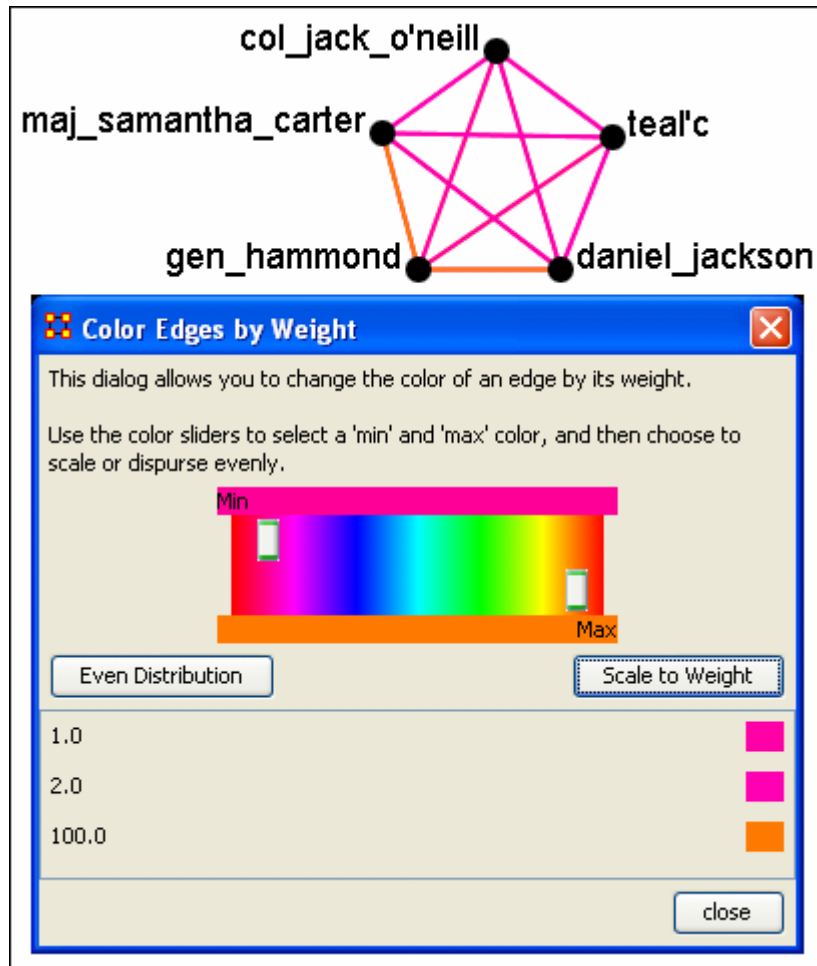 col_jack_o'neill
maj_samantha_carter
teal'c
gen_hammond
daniel_jackson
Color Edges by Weight
This dialog allows you to change the color of an edge by its weight.
Use the color sliders to select a 'min' and 'max' color, and then choose to
scale or dispurse evenly.
Min
Max
Even Distribution
Scale to Weight
1.0
2.0
100.0
close